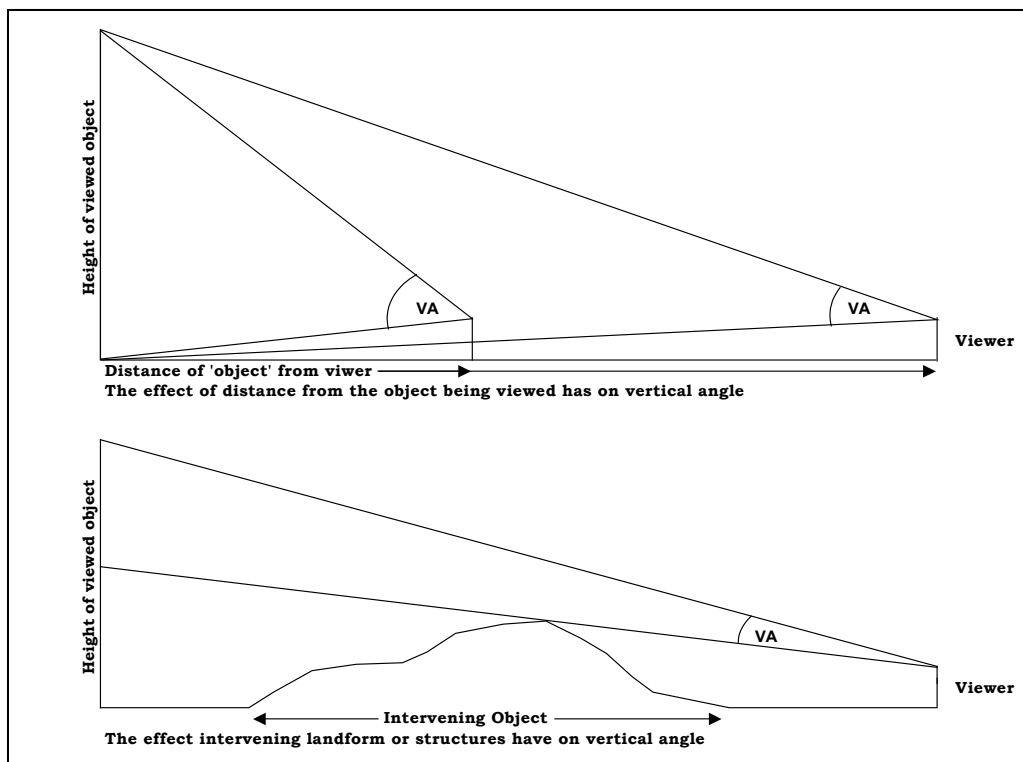 Height of viewed object
VA
VA
Viewer
Distance of 'object' from viwer
The effect of distance from the object being viewed has on vertical angle
Height of viewed object
VA
Viewer
Intervening Object
The effect intervening landform or structures have on vertical angle